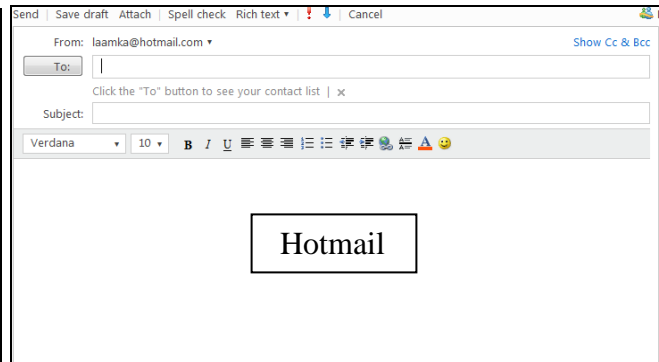 Send | Save draft Attach | Spell check Rich text ▾ | Cancel
From: laamka@hotmail.com ▾ Show Cc & Bcc
To:
Click the "To" button to see your contact list | ×
Subject:
Verdana ▾ 10 ▾ B I U A
Hotmail